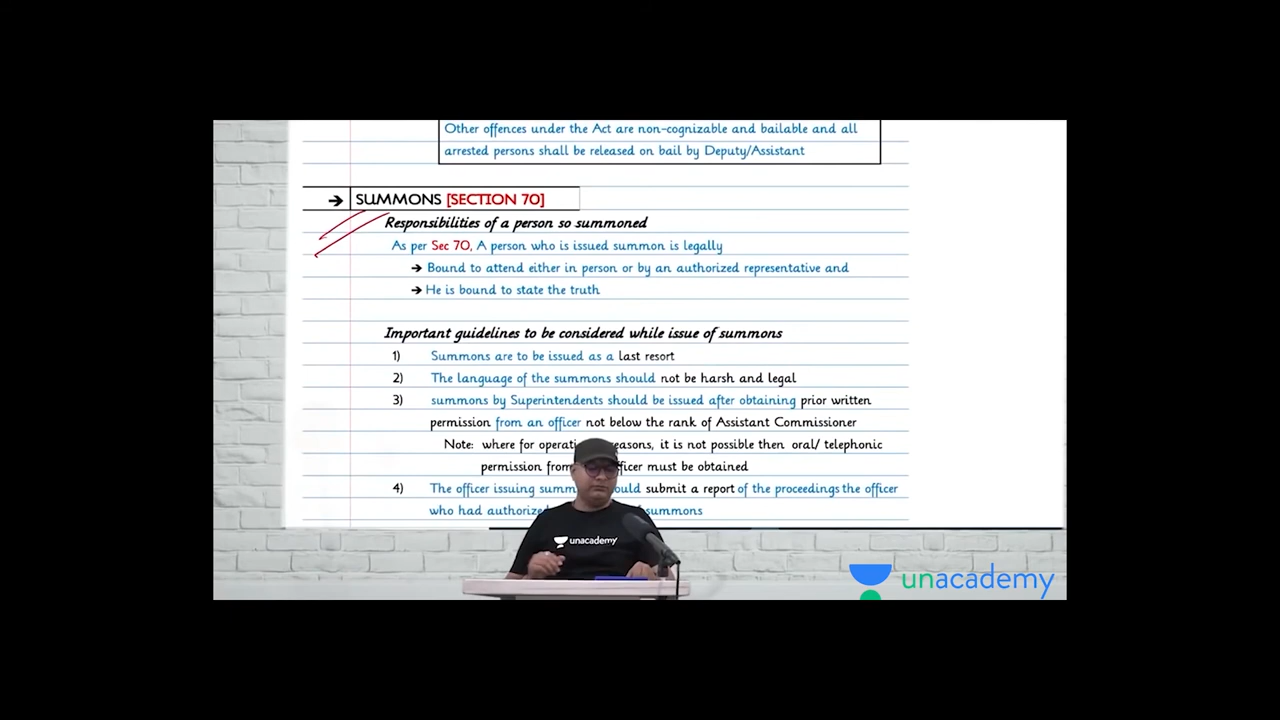 Other offences under the Act are non-cognizable and bailable and all
arrested persons shall be released on bail by Deputy/Assistant
➔ SUMMONS [SECTION 70]
Responsibilities of a person so summoned
As per Sec 70, A person who is issued summon is legally
➔ Bound to attend either in person or by an authorized representative and
➔ He is bound to state the truth
Important guidelines to be considered while issue of summons
1) Summons are to be issued as a last resort
2) The language of the summons should not be harsh and legal
3) summons by Superintendents should be issued after obtaining prior written
permission from an officer not below the rank of Assistant Commissioner
Note: where for reasons, it is not possible then oral/ telephonic
permission must be obtained
4) The officer issuing submit a report of the proceedings the officer
who had summons
unacademy
unacademy